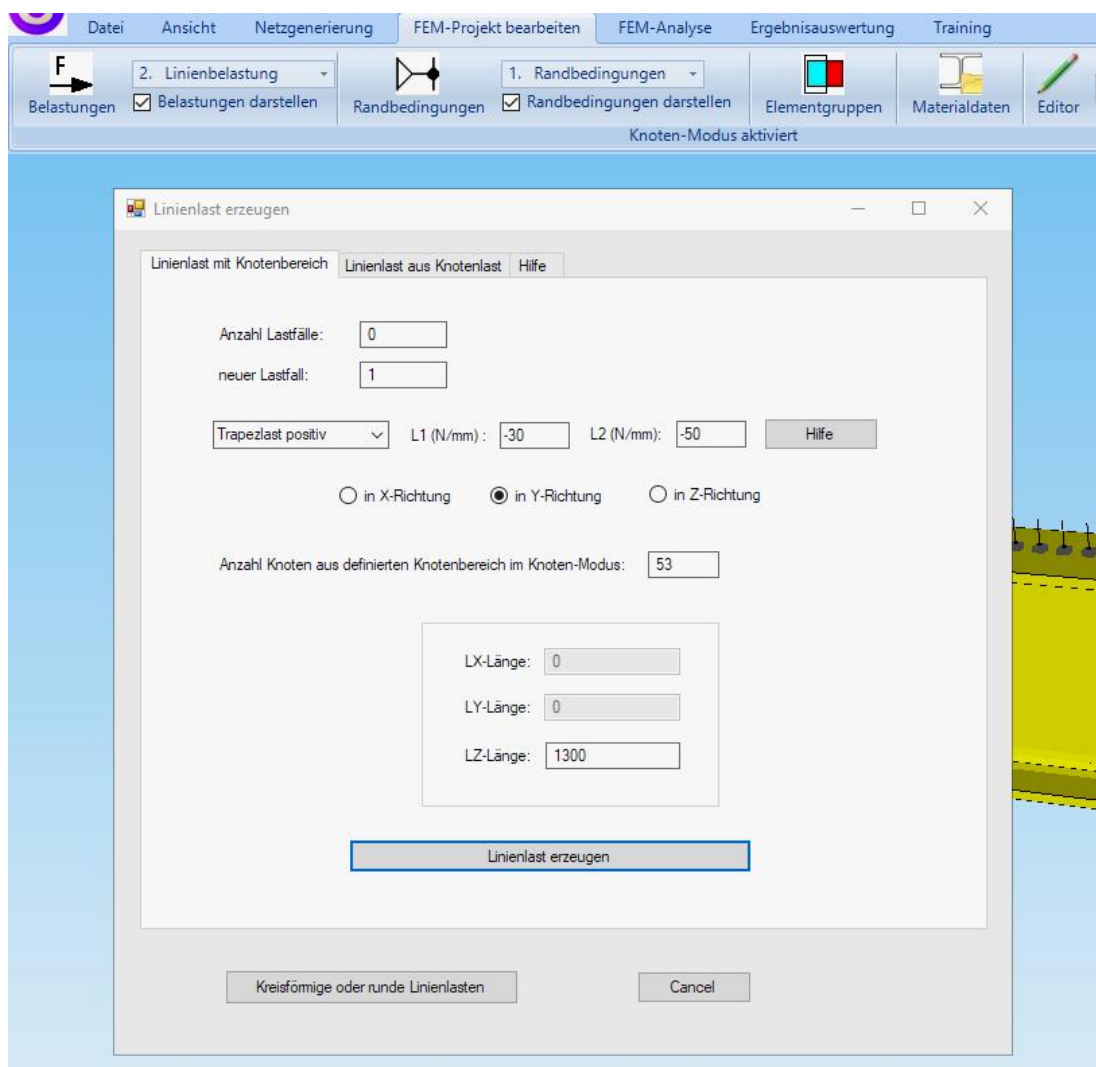 Datei Ansicht Netzgenerierung FEM-Projekt bearbeiten FEM-Analyse Ergebnisauswertung Training
F
2. Linienbelastung
1. Randbedingungen
Belastungen
Belastungen darstellen
Randbedingungen
Randbedingungen darstellen
Elementgruppen
Materialdaten
Editor
Knoten-Modus aktiviert
Linienlast erzeugen
Linienlast mit Knotenbereich Linienlast aus Knotenlast Hilfe
Anzahl Lastfälle: 0
neuer Lastfall: 1
Trapezlast positiv L1 (N/mm) : -30 L2 (N/mm): -50 Hilfe
in X-Richtung in Y-Richtung in Z-Richtung
Anzahl Knoten aus definierten Knotenbereich im Knoten-Modus: 53
LX-Länge: 0
LY-Länge: 0
LZ-Länge: 1300
Linienlast erzeugen
Kreisförmige oder runde Linienlasten Cancel